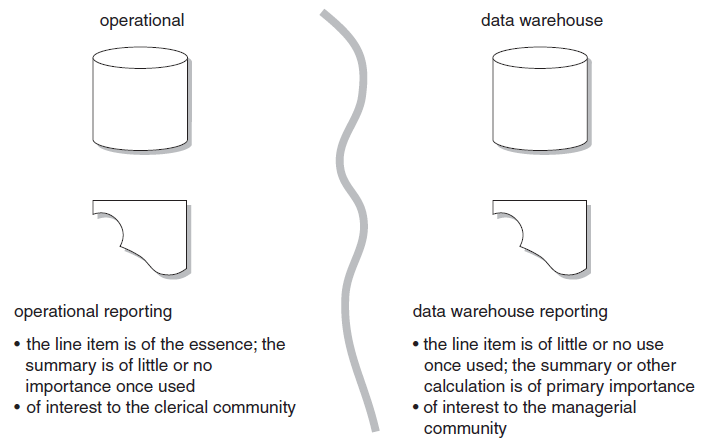 operational
data warehouse
operational reporting
• the line item is of the essence; the
summary is of little or no
importance once used
• of interest to the clerical community
data warehouse reporting
• the line item is of little or no use
once used; the summary or other
calculation is of primary importance
• of interest to the managerial
community